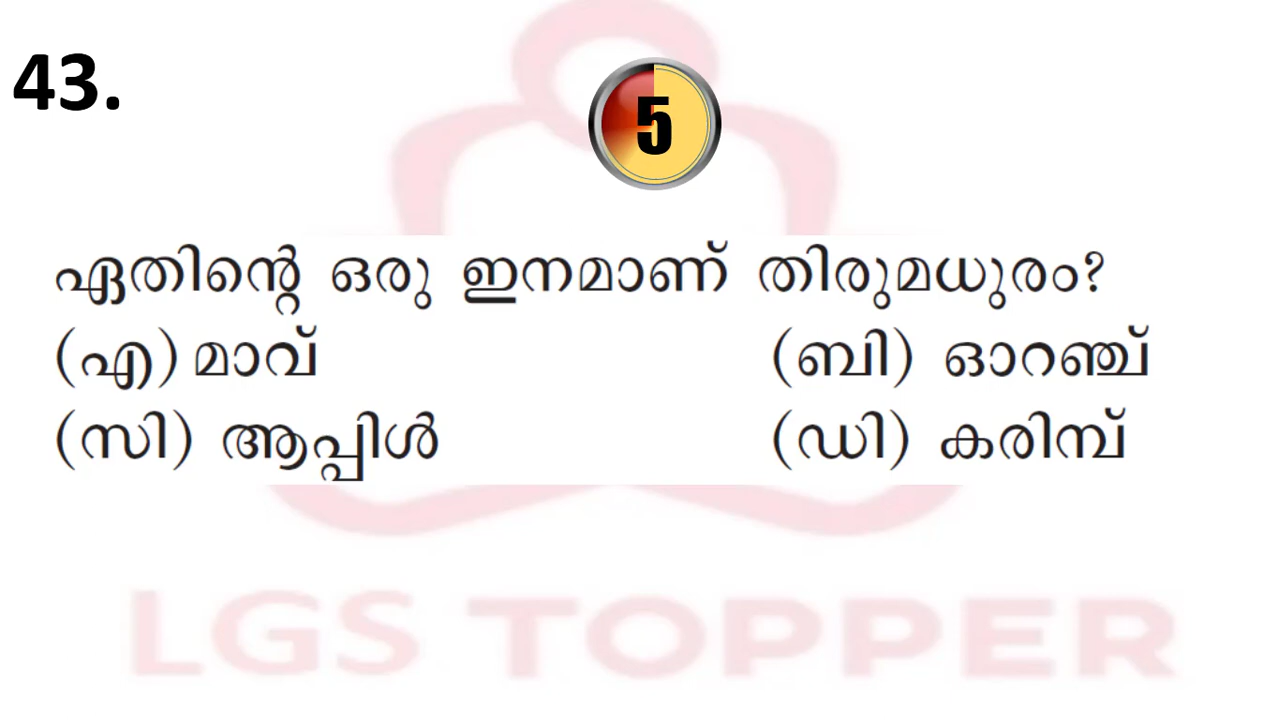 43.
5
ഏതിന്റെ ഒരു ഇനമാണ് തിരുമധുരം?
(എ) മാവ് (ബി) ഓറഞ്ച്
(സി) ആപ്പിൾ (ഡി) കരിമ്പ്
LGS TOPPER